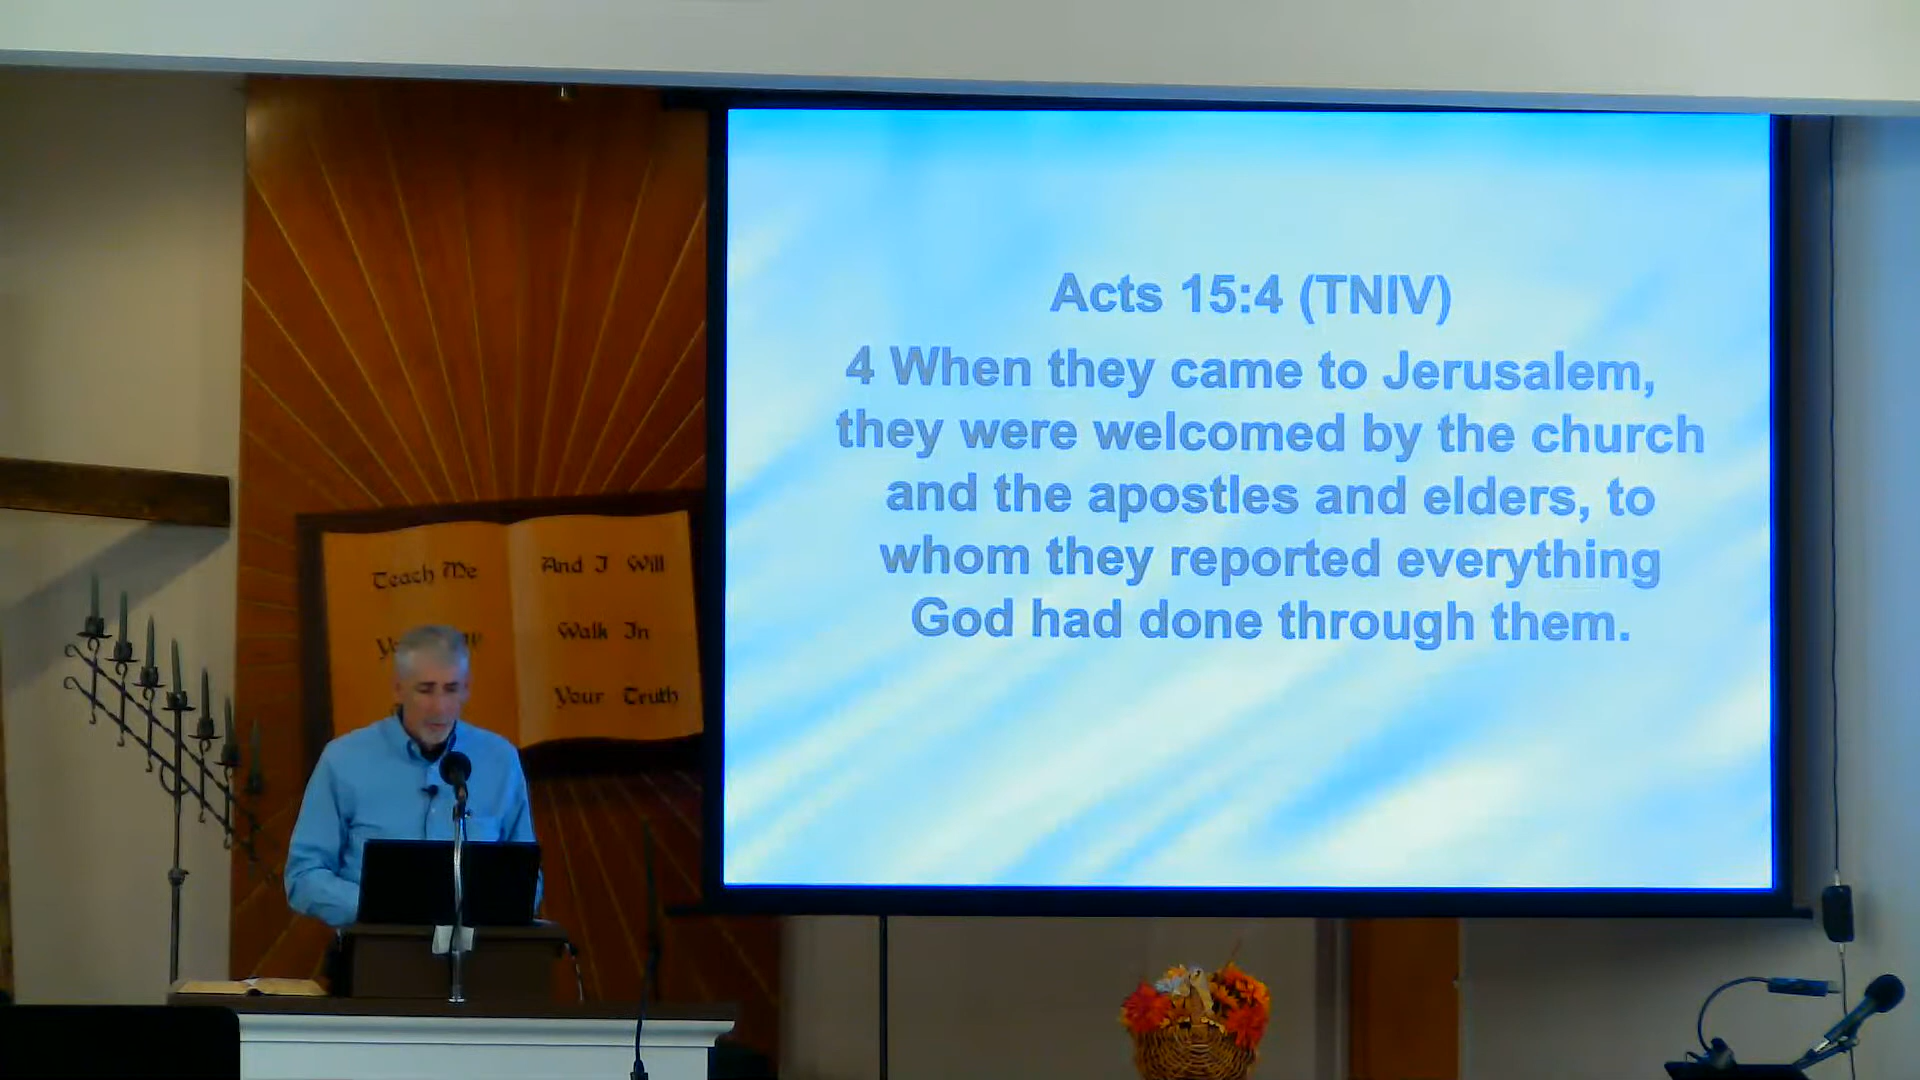 Acts 15:4 (TNIV)
4 When they came to Jerusalem,
they were welcomed by the church
and the apostles and elders, to
whom they reported everything
God had done through them.
Teach Me
And I Will
Walk In
Your Truth